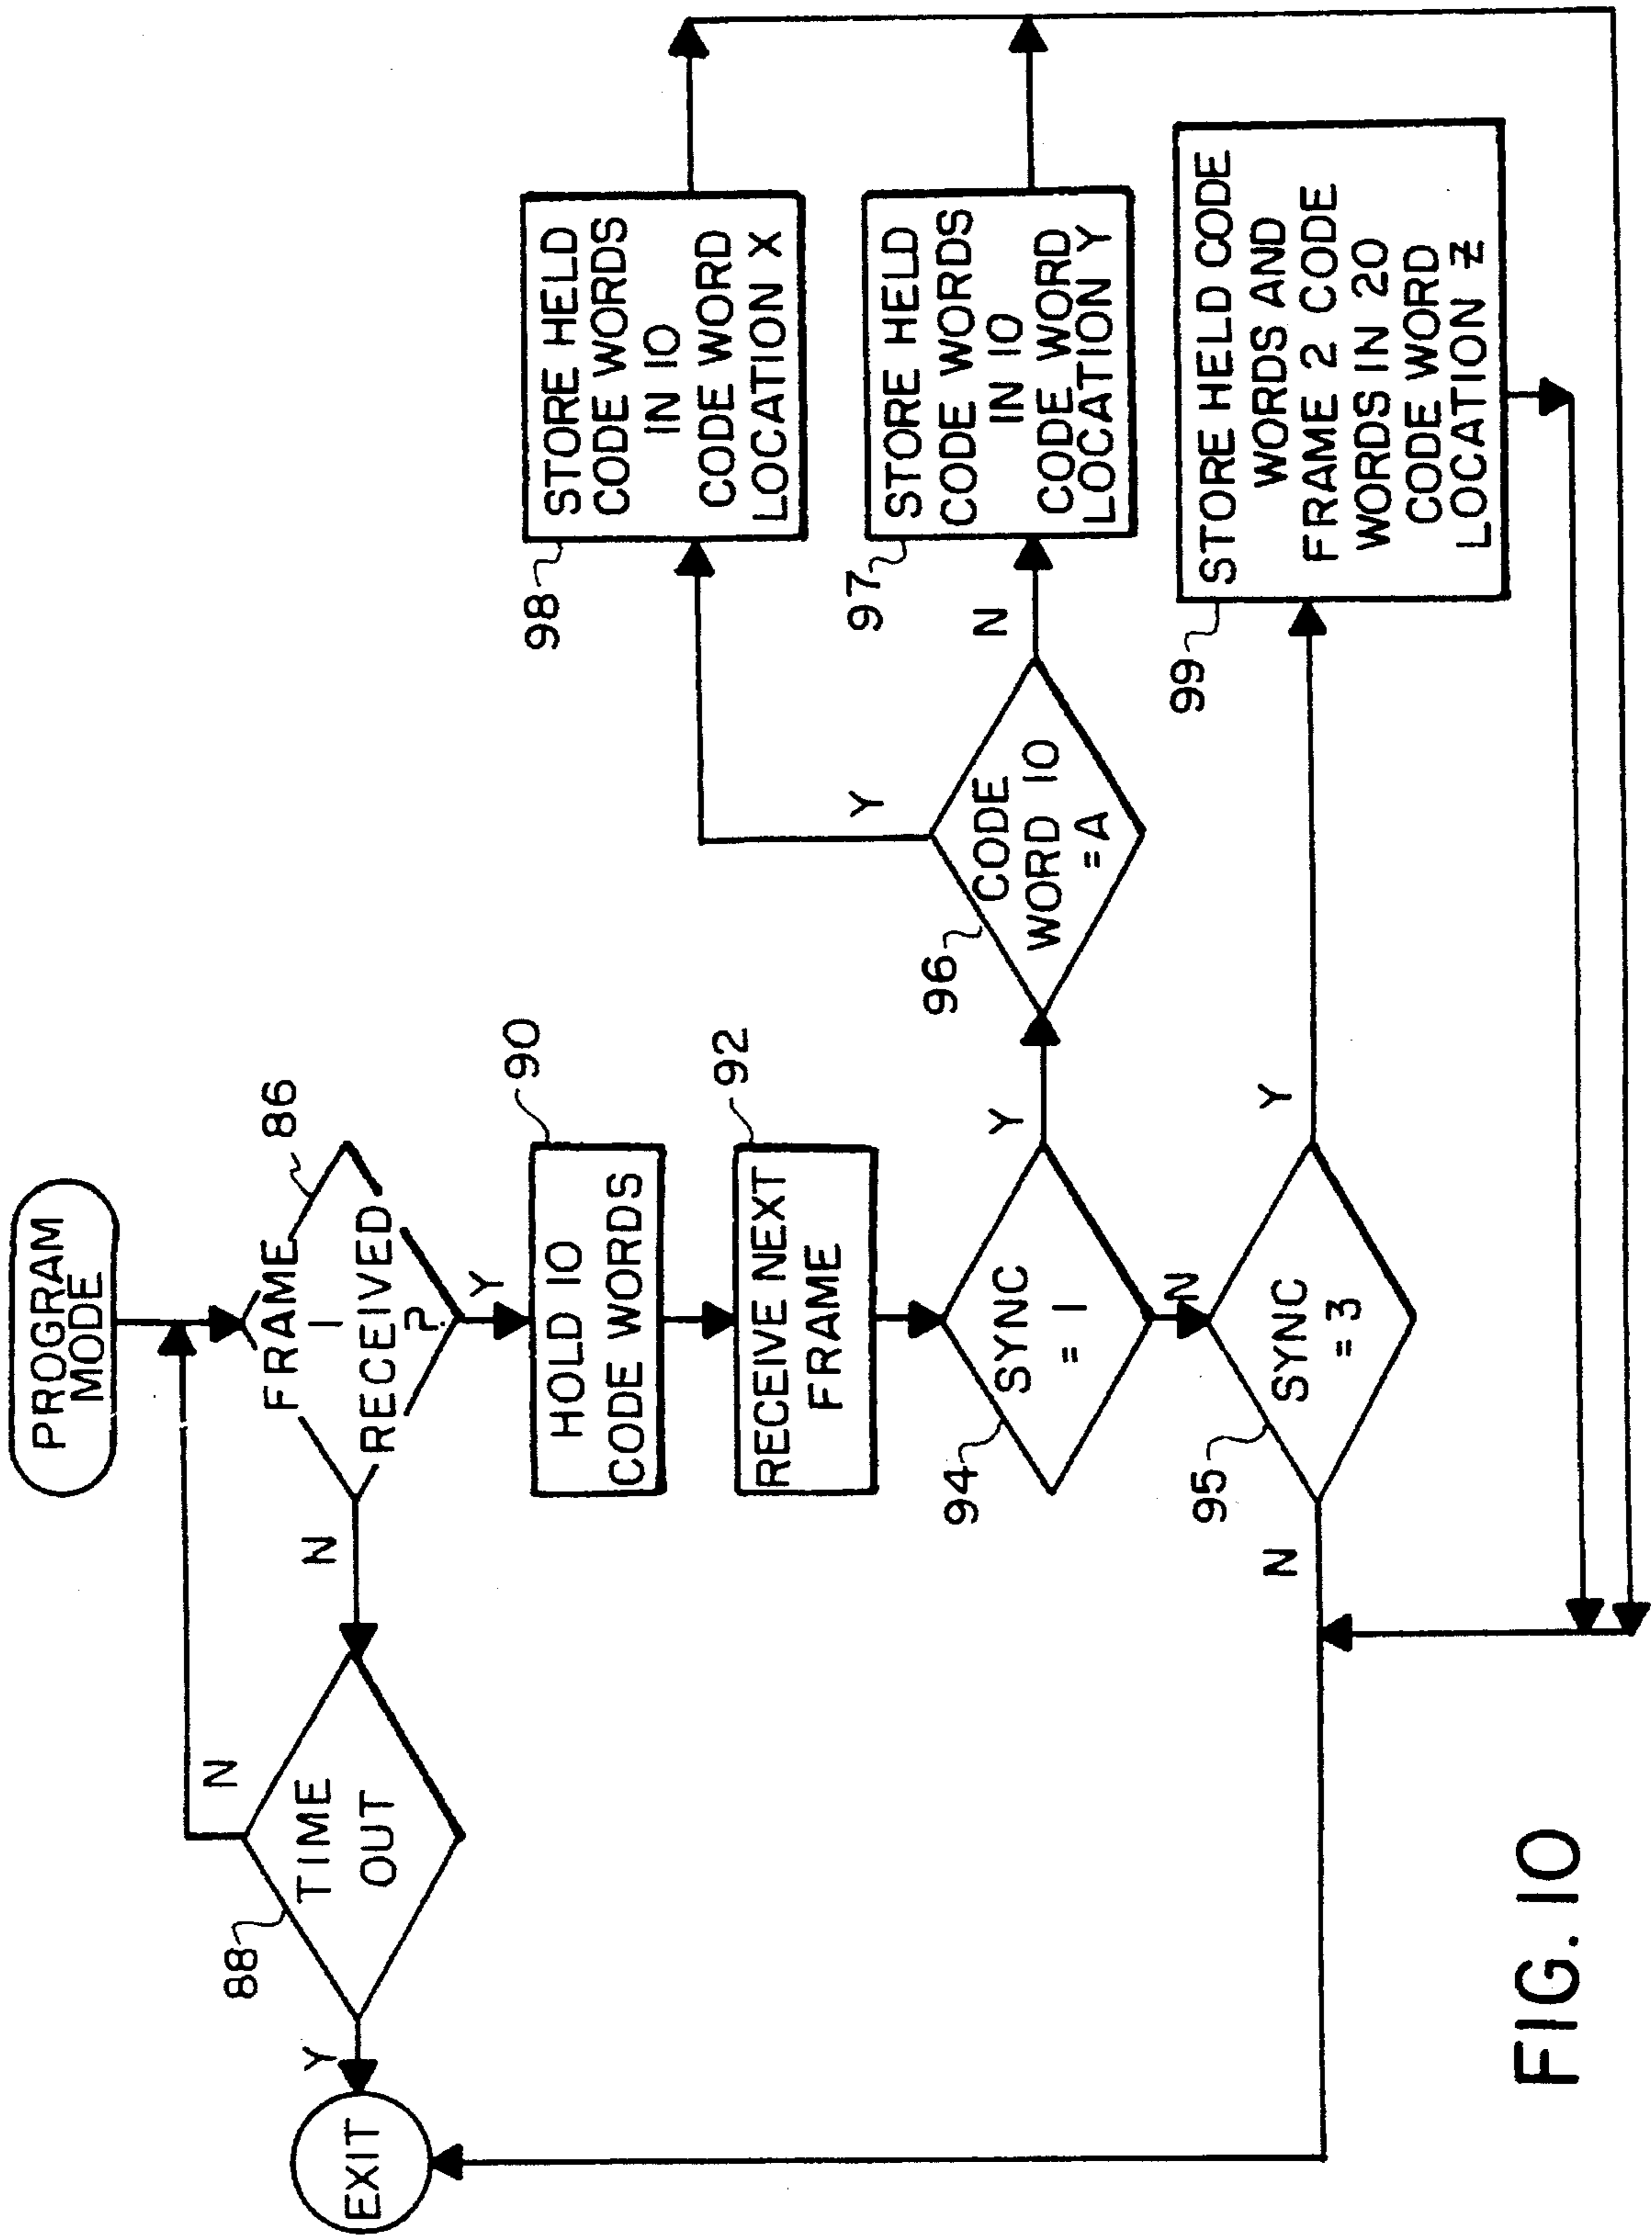 PROGRAM
MODE
86
FRAME
1
RECEIVED
?
N
Y
88
TIME
OUT
N
Y
EXIT
90
HOLD 10
CODE WORDS
92
RECEIVE NEXT
FRAME
94
SYNC
= 1
Y
N
95
SYNC
= 3
Y
N
96
CODE
WORD 10
= A
Y
N
98
STORE HELD
CODE WORDS
IN 10
CODE WORD
LOCATION X
97
STORE HELD
CODE WORDS
IN 10
CODE WORD
LOCATION Y
99
STORE HELD CODE
WORDS AND
FRAME 2 CODE
WORDS IN 20
CODE WORD
LOCATION Z
FIG. 10